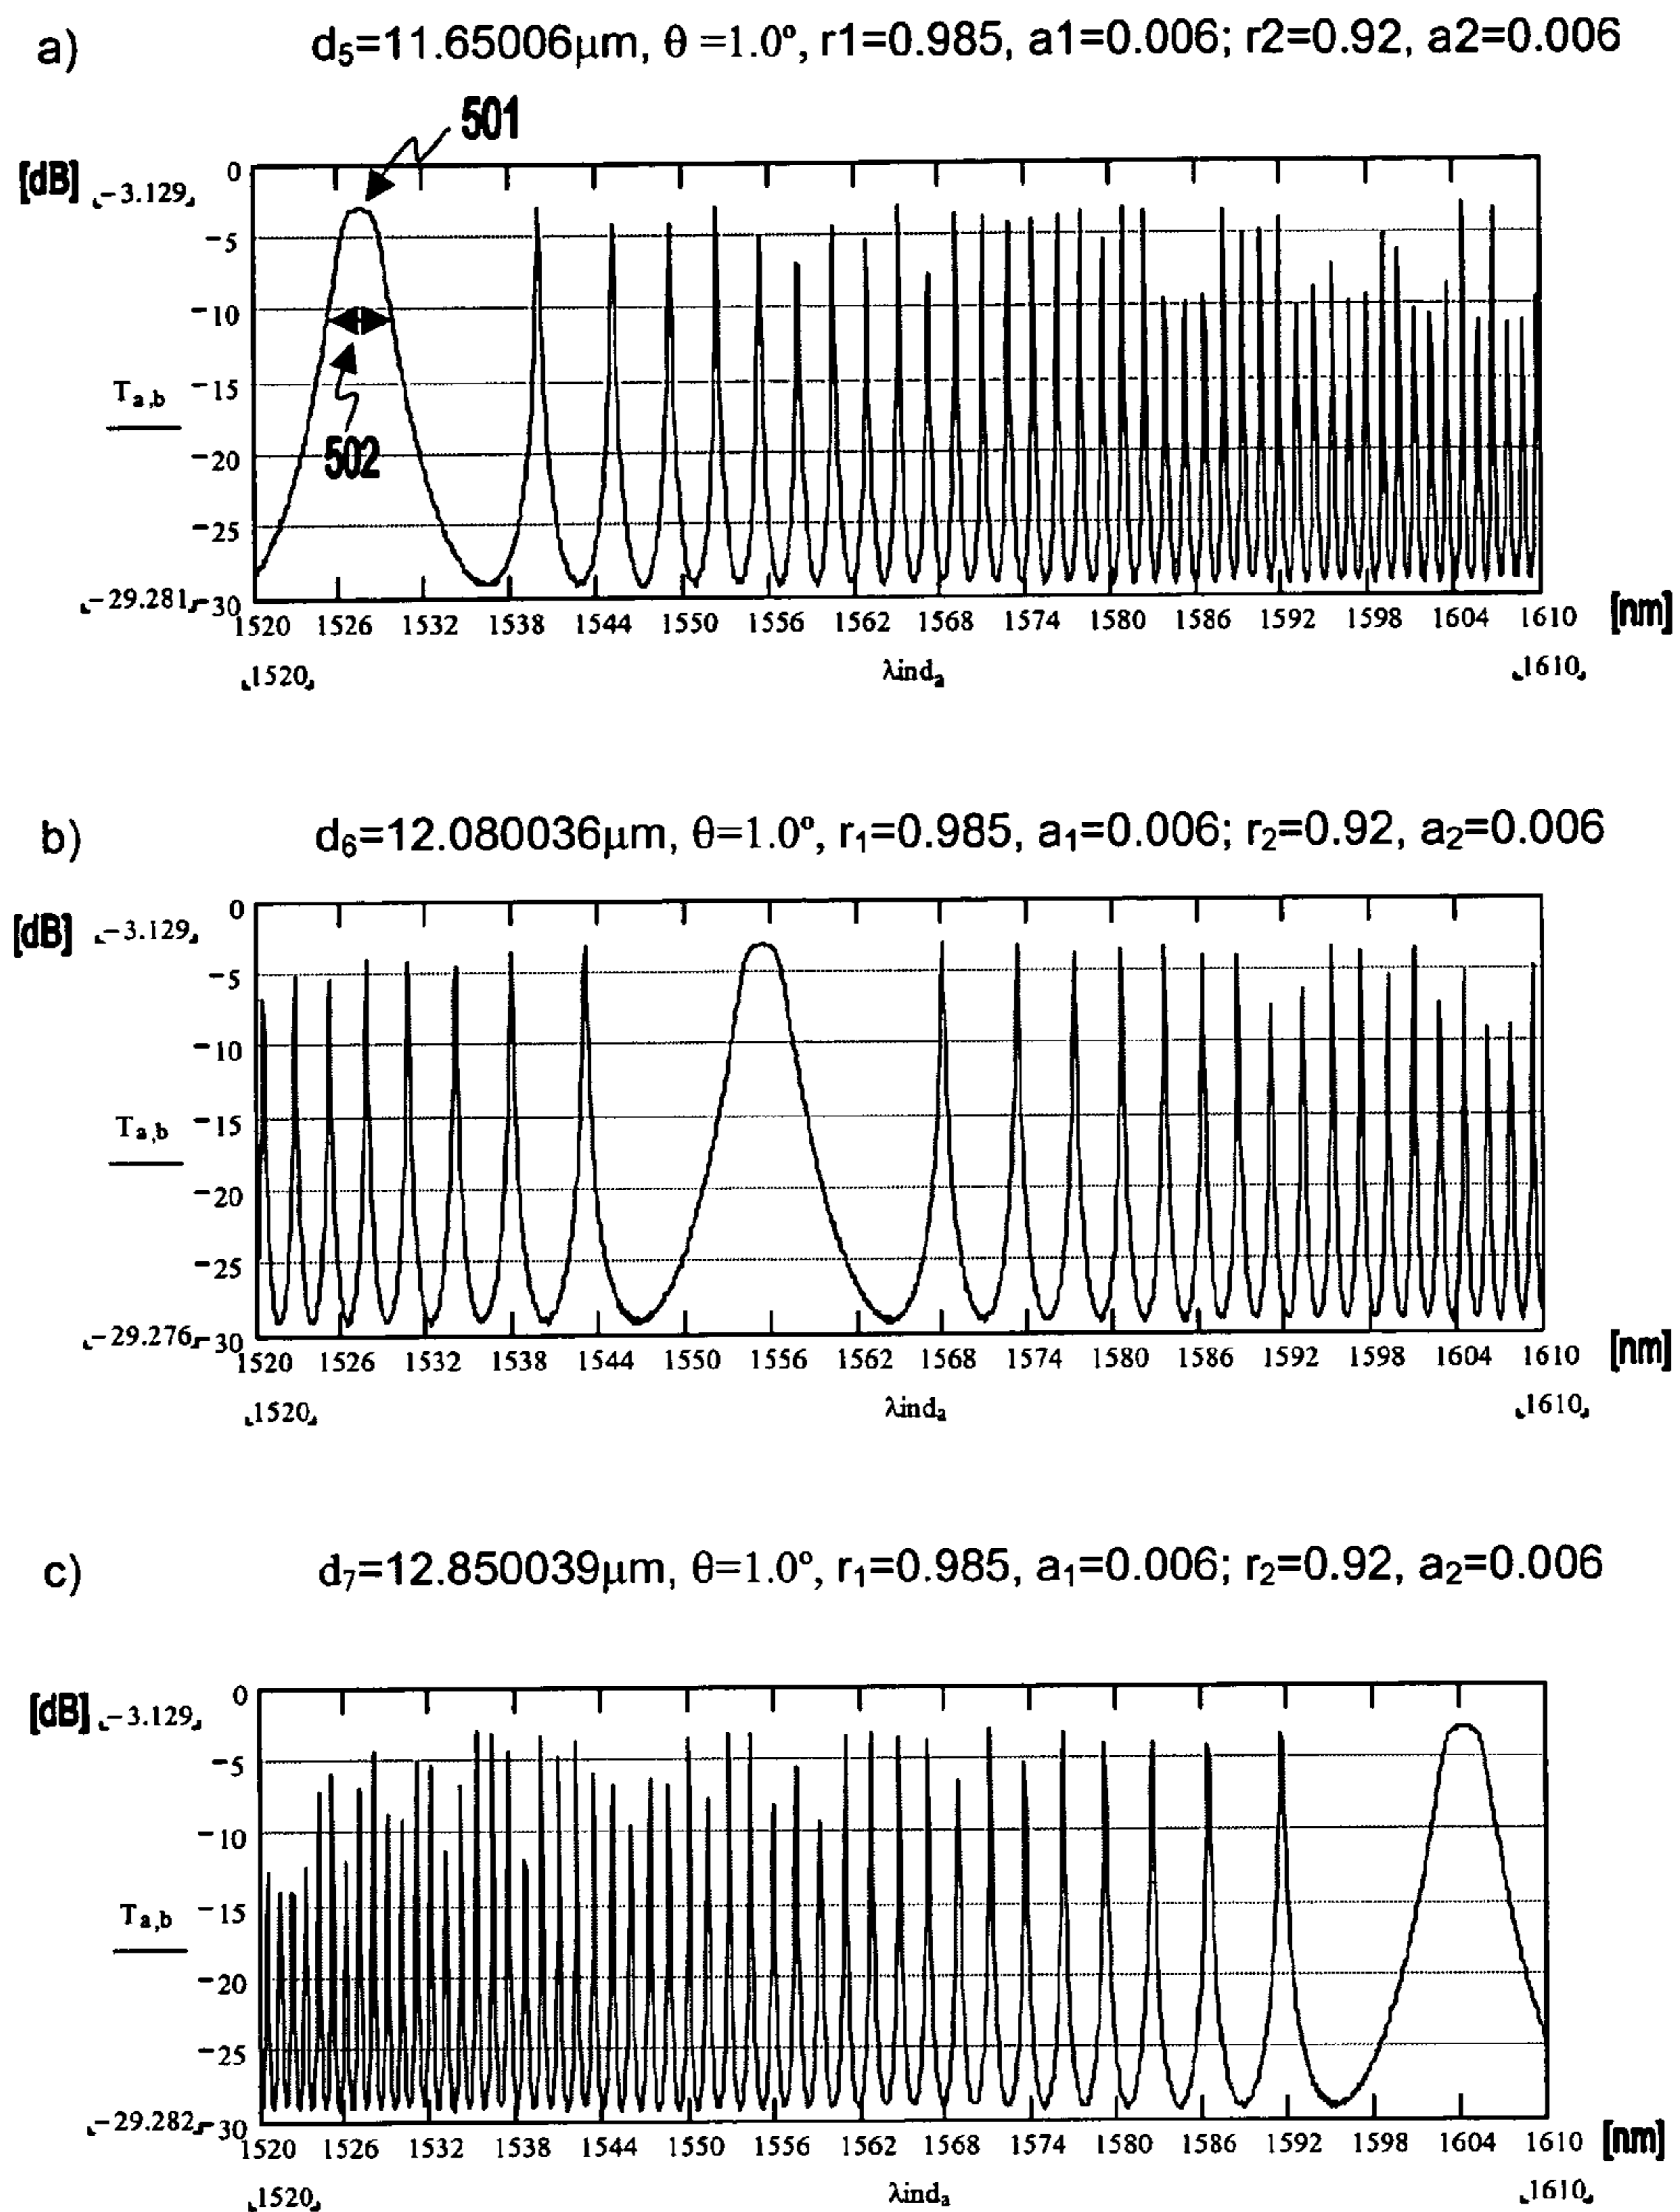 a) d₅=11.65006μm, θ =1.0º, r1=0.985, a1=0.006; r2=0.92, a2=0.006
501
[dB]
-3.129
0
-5
-10
-15
-20
-25
-30
Tₐ,b
502
-29.281
1520 1526 1532 1538 1544 1550 1556 1562 1568 1574 1580 1586 1592 1598 1604 1610 [nm]
1520 λindₐ 1610
b) d₆=12.080036μm, θ=1.0º, r₁=0.985, a₁=0.006; r₂=0.92, a₂=0.006
[dB]
-3.129
0
-5
-10
-15
-20
-25
-30
Tₐ,b
-29.276
1520 1526 1532 1538 1544 1550 1556 1562 1568 1574 1580 1586 1592 1598 1604 1610 [nm]
1520 λindₐ 1610
c) d₇=12.850039μm, θ=1.0º, r₁=0.985, a₁=0.006; r₂=0.92, a₂=0.006
[dB]
-3.129
0
-5
-10
-15
-20
-25
-30
Tₐ,b
-29.282
1520 1526 1532 1538 1544 1550 1556 1562 1568 1574 1580 1586 1592 1598 1604 1610 [nm]
1520 λindₐ 1610